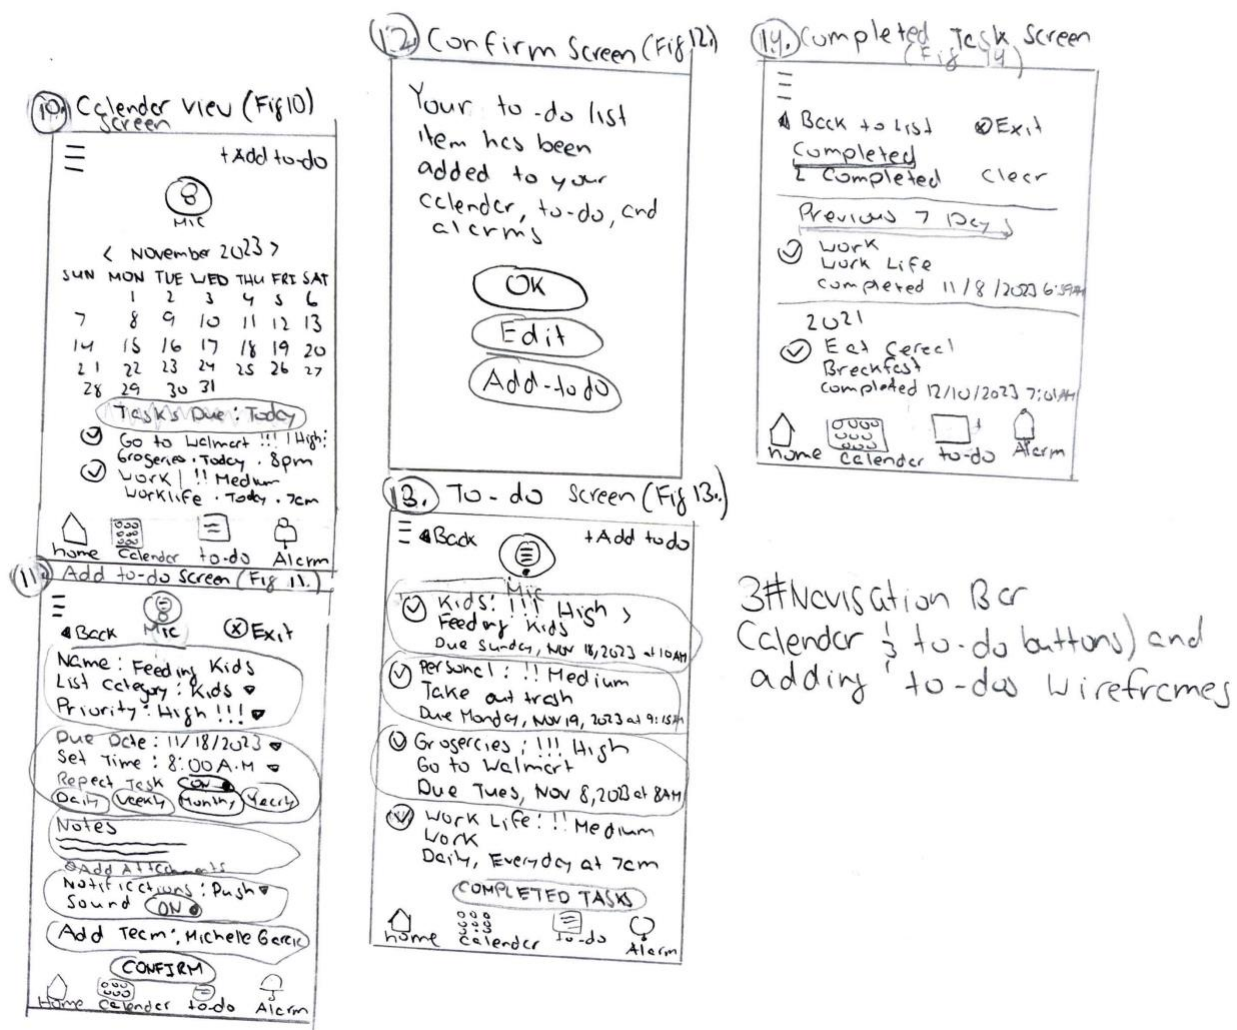 10. Calender view (Fig 10)
Screen
+ Add to-do
Mic
< November 2023 >
SUN MON TUE WED THU FRI SAT
1 2 3 4 5 6
7 8 9 10 11 12 13
14 15 16 17 18 19 20
21 22 23 24 25 26 27
28 29 30 31
Tasks Due: Today
Go to Walmart !!! | High:
Groseries. Today. 8pm
Work | !! Medium
Worklife. Today. 7am
home Calender to-do Alarm
11. Add to-do Screen (Fig 11.)
Mic
Back
Exit
Name: Feeding Kids
List Category: Kids
Priority: High !!!
Due Date: 11/18/2023
Set Time: 8:00 A.M
Repeat Task ON
Daily Weekly Monthly Yearly
Notes
Add Attachments
Notifications: Push
Sound ON
Add Team: Michelle Garcia
CONFIRM
Home Calender to-do Alarm
12. Confirm Screen (Fig 12.)
Your to-do list
item has been
added to your
calender, to-do, and
alarms
OK
Edit
Add-to do
13. To-do Screen (Fig 13.)
Back
+ Add to do
Mic
Kids: !!! High >
Feeding Kids
Due Sunday, Nov 18, 2023 at 10AM
Personal: !! Medium
Take out trash
Due Monday, Nov 19, 2023 at 9:15AM
Grosercies: !!! High
Go to Walmart
Due Tues, Nov 8, 2023 at 8AM
Work Life: !! Medium
Work
Daily, Everyday at 7am
COMPLETED TASKS
home Calender to-do Alarm
14. Completed Task Screen
(Fig 14)
Back to List Exit
Completed
2 Completed Clear
Previous 7 Days
Work
Work Life
completed 11/8/2023 6:59AM
2021
Eat Cereal
Breakfast
completed 12/10/2023 7:01AM
home Calender to-do Alarm
3# Navigation Bar
Calender & to-do buttons) and
adding to-dos wireframes